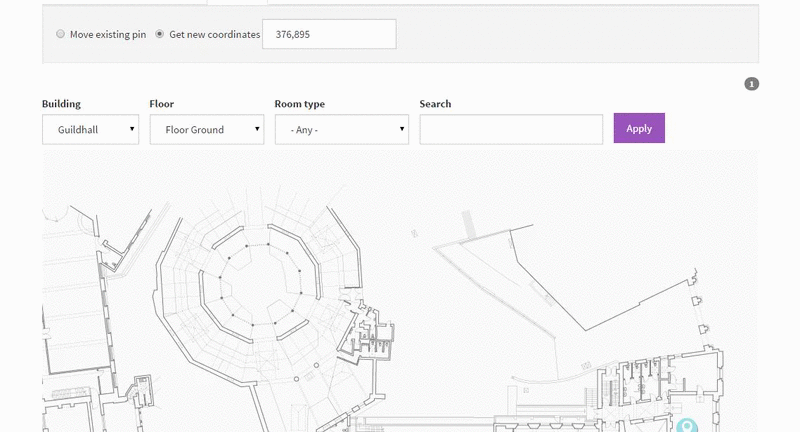 Move existing pin Get new coordinates 376,895
1
Building Floor Room type Search
Guildhall Floor Ground - Any - Apply